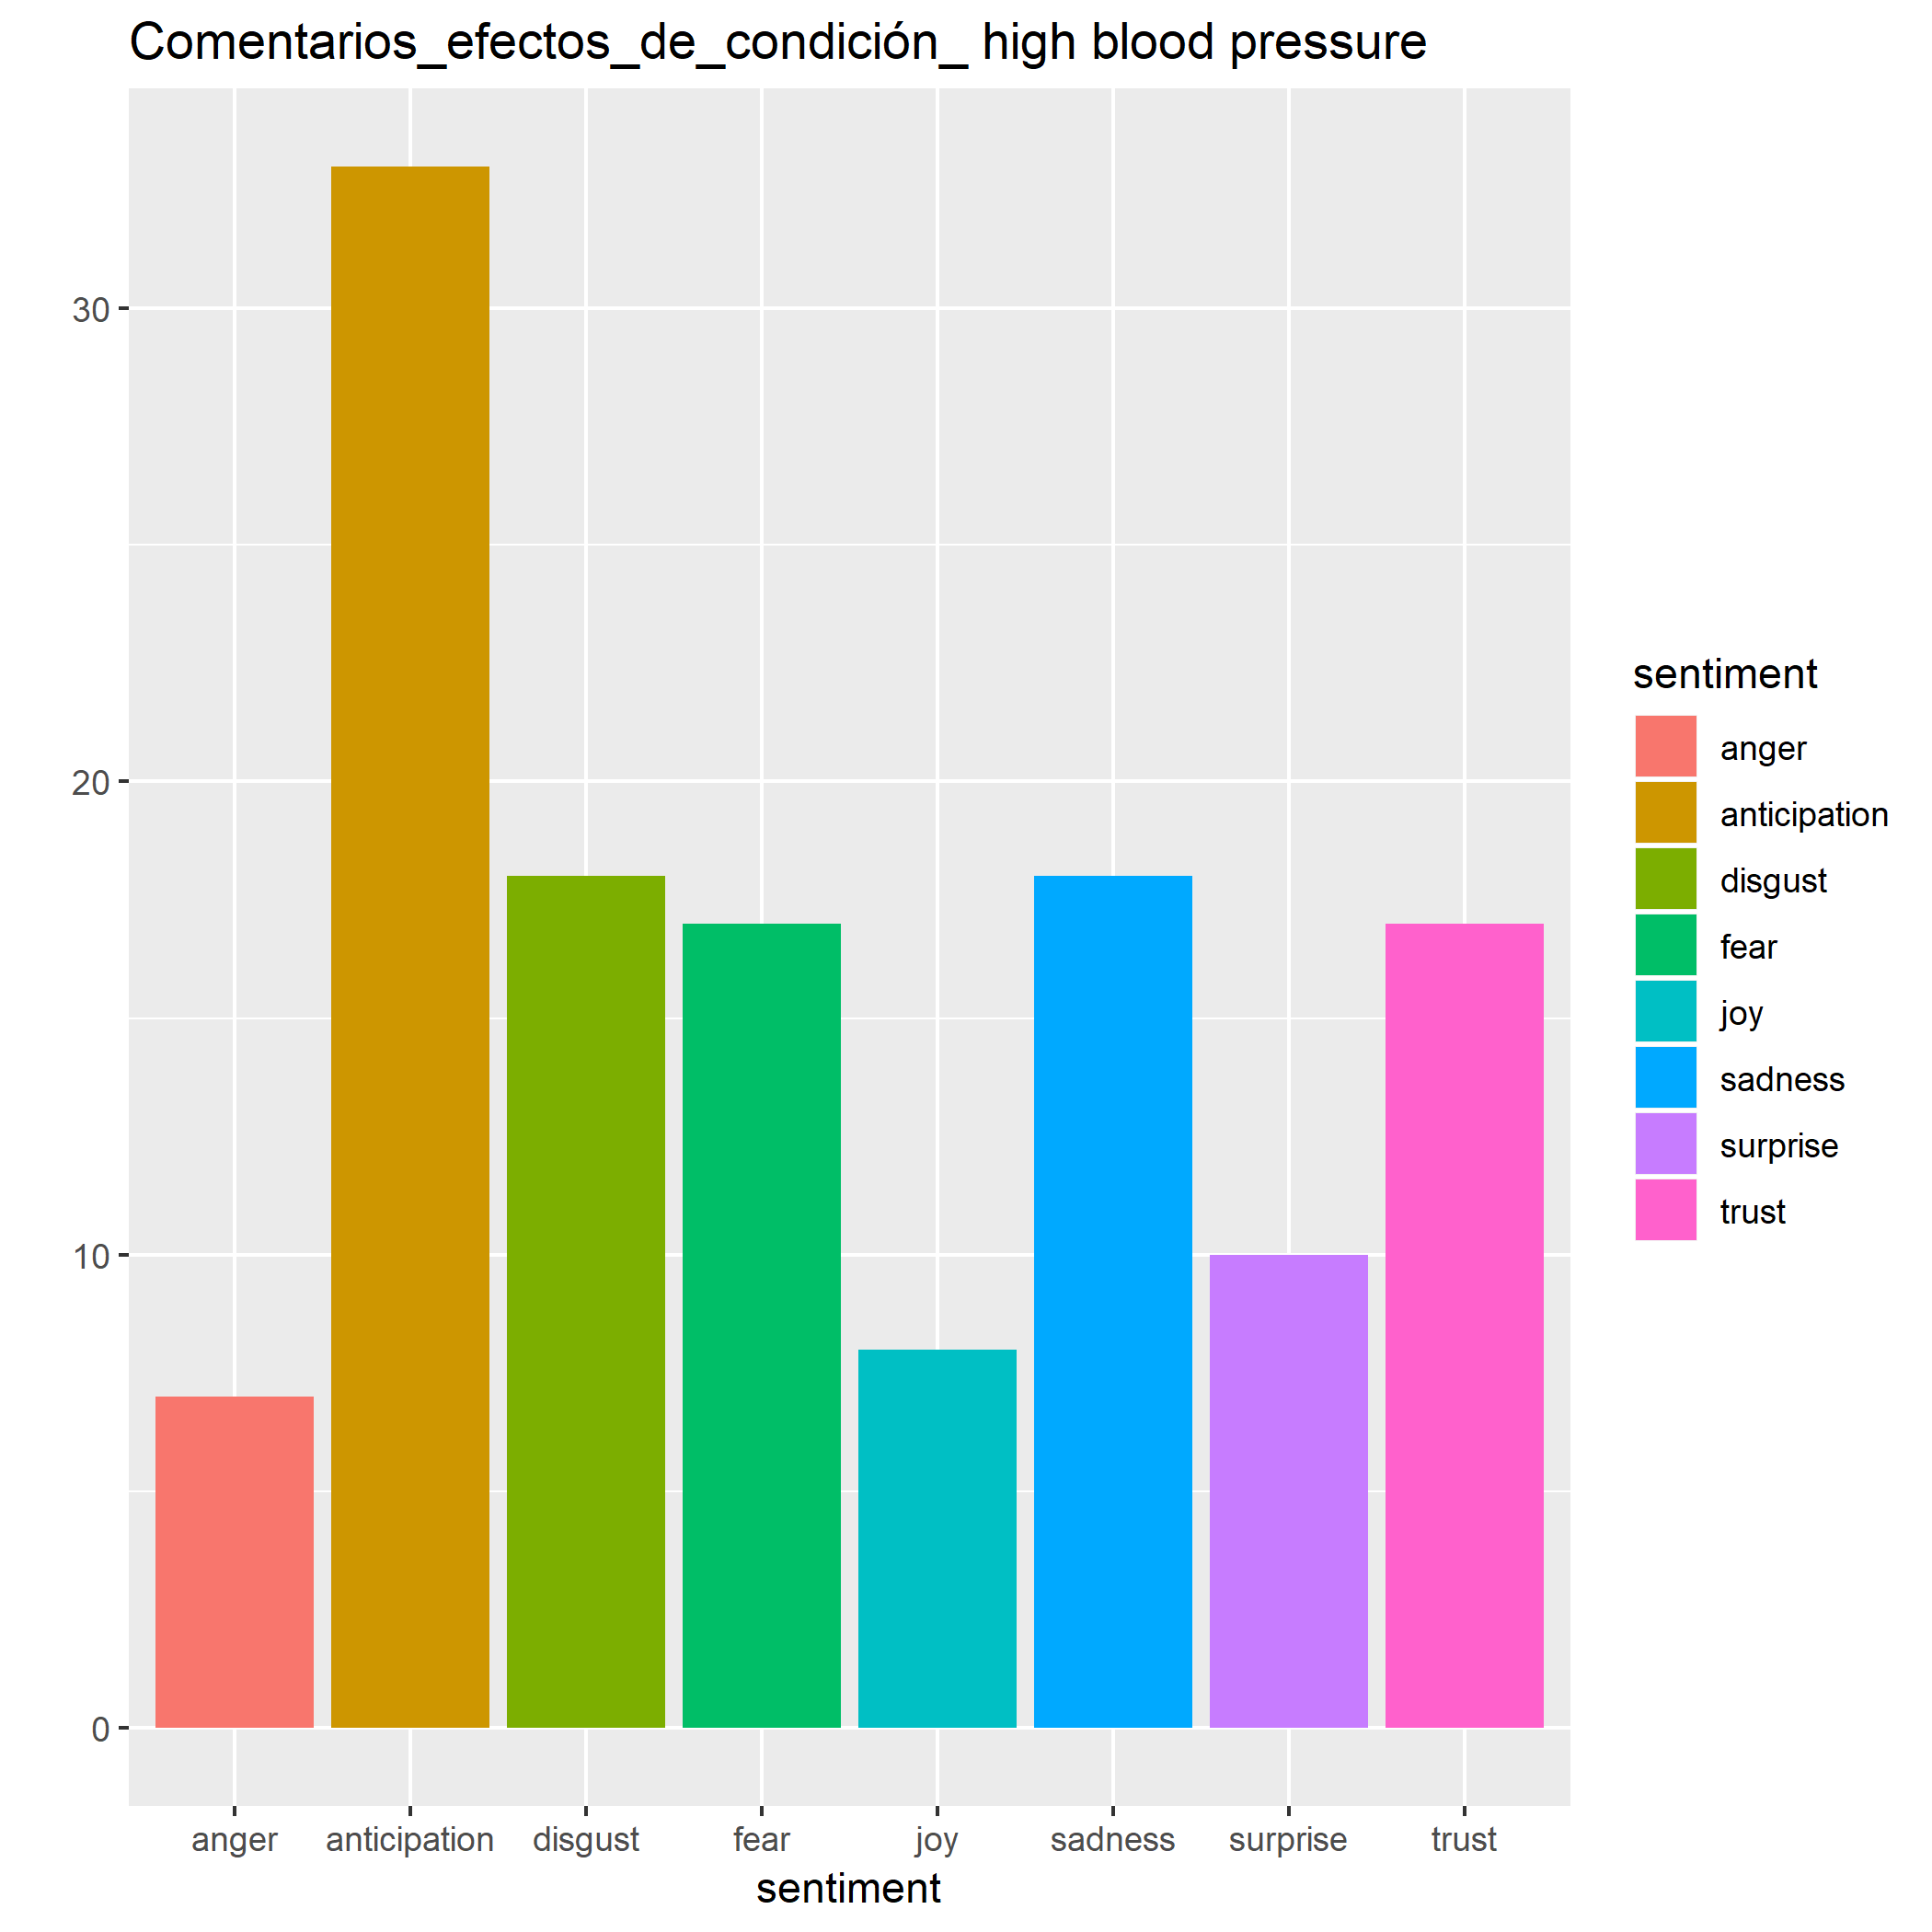 Comentarios_efectos_de_condición_ high blood pressure
30
20
10
0
anger anticipation disgust fear joy sadness surprise trust
sentiment
sentiment
anger
anticipation
disgust
fear
joy
sadness
surprise
trust